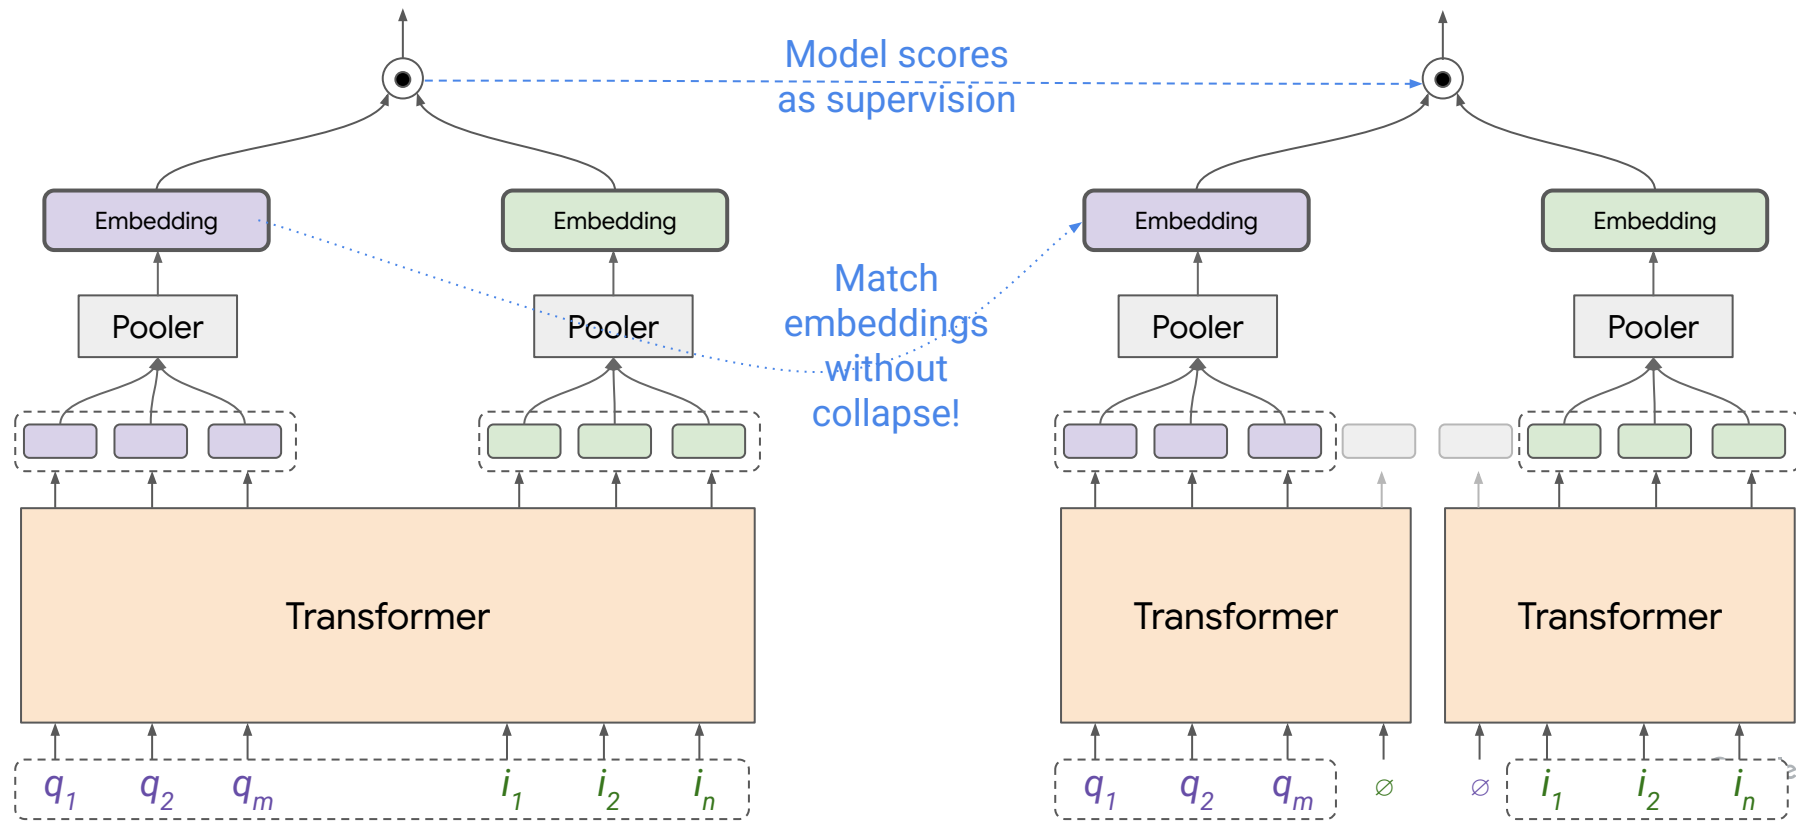 Model scores
as supervision
Embedding
Embedding
Embedding
Embedding
Match
embeddings
without
collapse!
Pooler
Pooler
Pooler
Pooler
Transformer
Transformer
Transformer
q1 q2 qm i1 i2 in
q1 q2 qm ∅ ∅ i1 i2 in